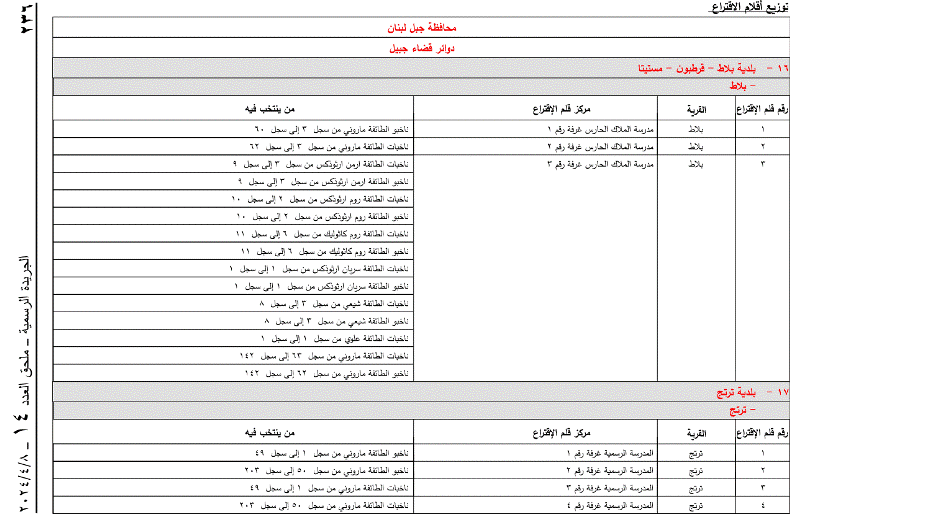 توزيع أقلام الاقتراع
٢٣٦
محافظة جبل لبنان
دوائر قضاء جبيل
١٦ - بلدية بلاط - قرطبون - مستيتا
- بلاط
رقم قلم الإقتراع القرية مركز قلم الإقتراع من ينتخب فيه
١ بلاط مدرسة الملاك الحارس غرفة رقم ١ ناخبو الطائفة ماروني من سجل ٣ إلى سجل ٦٠
٢ بلاط مدرسة الملاك الحارس غرفة رقم ٢ ناخبات الطائفة ماروني من سجل ٣ إلى سجل ٦٢
٣ بلاط مدرسة الملاك الحارس غرفة رقم ٣ ناخبات الطائفة ارمن ارثوذكس من سجل ٣ إلى سجل ٩
ناخبو الطائفة ارمن ارثوذكس من سجل ٣ إلى سجل ٩
ناخبات الطائفة روم ارثوذكس من سجل ٢ إلى سجل ١٠
ناخبو الطائفة روم ارثوذكس من سجل ٢ إلى سجل ١٠
ناخبات الطائفة روم كاثوليك من سجل ٦ إلى سجل ١١
ناخبو الطائفة روم كاثوليك من سجل ٦ إلى سجل ١١
ناخبات الطائفة سريان ارثوذكس من سجل ١ إلى سجل ١
ناخبو الطائفة سريان ارثوذكس من سجل ١ إلى سجل ١
ناخبات الطائفة شيعي من سجل ٣ إلى سجل ٨
ناخبو الطائفة شيعي من سجل ٣ إلى سجل ٨
ناخبات الطائفة علوي من سجل ١ إلى سجل ١
ناخبات الطائفة ماروني من سجل ٦٣ إلى سجل ١٤٢
ناخبو الطائفة ماروني من سجل ٦٢ إلى سجل ١٤٢
١٧ - بلدية ترتج
- ترتج
رقم قلم الإقتراع القرية مركز قلم الإقتراع من ينتخب فيه
١ ترتج المدرسة الرسمية غرفة رقم ١ ناخبو الطائفة ماروني من سجل ١ إلى سجل ٤٩
٢ ترتج المدرسة الرسمية غرفة رقم ٢ ناخبو الطائفة ماروني من سجل ٥٠ إلى سجل ٢٠٣
٣ ترتج المدرسة الرسمية غرفة رقم ٣ ناخبات الطائفة ماروني من سجل ١ إلى سجل ٤٩
٤ ترتج المدرسة الرسمية غرفة رقم ٤ ناخبات الطائفة ماروني من سجل ٥٠ إلى سجل ٢٠٣
الجريدة الرسمية - ملحق العدد ١٤ - ٢٠٢٤/٤/٨